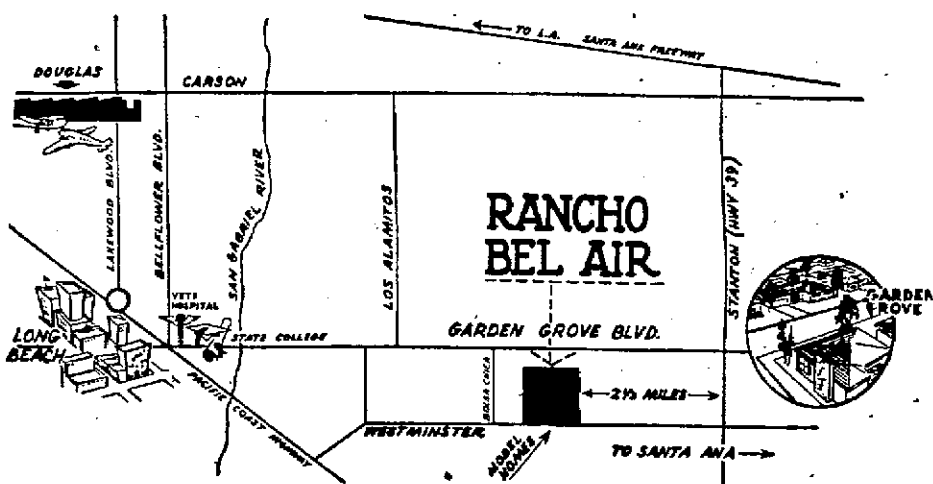 TO L.A. SANTA ANA FREEWAY
DOUGLAS
CARSON
LAKEWOOD BLVD.
BELLFLOWER BLVD.
SAN GABRIEL RIVER
LOS ALAMITOS
RANCHO
BEL AIR
STANTON (HWY 39)
GARDEN
GROVE
VETS
HOSPITAL
STATE COLLEGE
GARDEN GROVE BLVD.
LONG
BEACH
PACIFIC COAST HIGHWAY
BOLSA CHICA
2½ MILES
WESTMINSTER
MODEL
HOMES
TO SANTA ANA